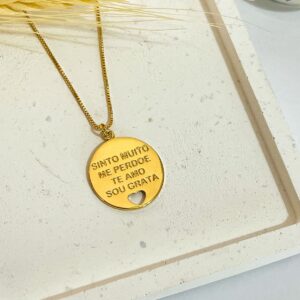 SINTO MUITO
ME PERDOE
TE AMO
SOU GRATA